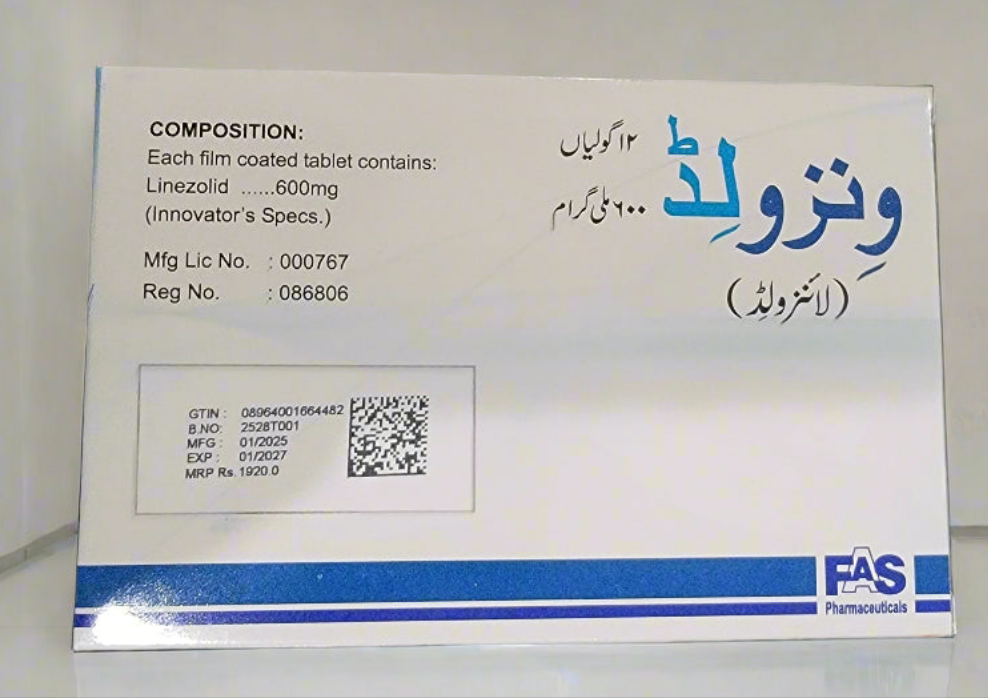 COMPOSITION:
Each film coated tablet contains:
Linezolid ......600mg
(Innovator's Specs.)
Mfg Lic No. : 000767
Reg No. : 086806
۱۲ گولیاں
۶۰۰ ملی گرام
وِنزولِڈ
(لائنزولِڈ)
GTIN : 08964001664482
B.NO: 2528T001
MFG : 01/2025
EXP : 01/2027
MRP Rs. 1920.0
FAS
Pharmaceuticals